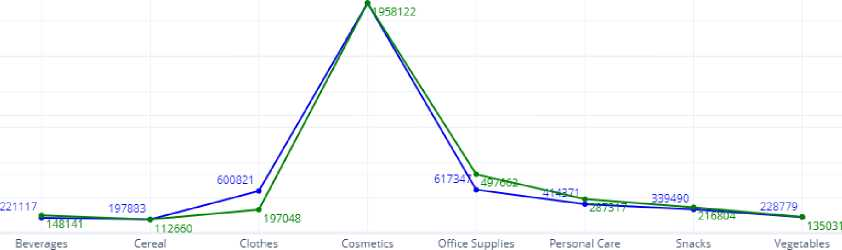 1958122
600821
617347
497662
221117
197883
414371
339490
228779
148141
112660
197048
287317
216804
135031
Beverages
Cereal
Clothes
Cosmetics
Office Supplies
Personal Care
Snacks
Vegetables